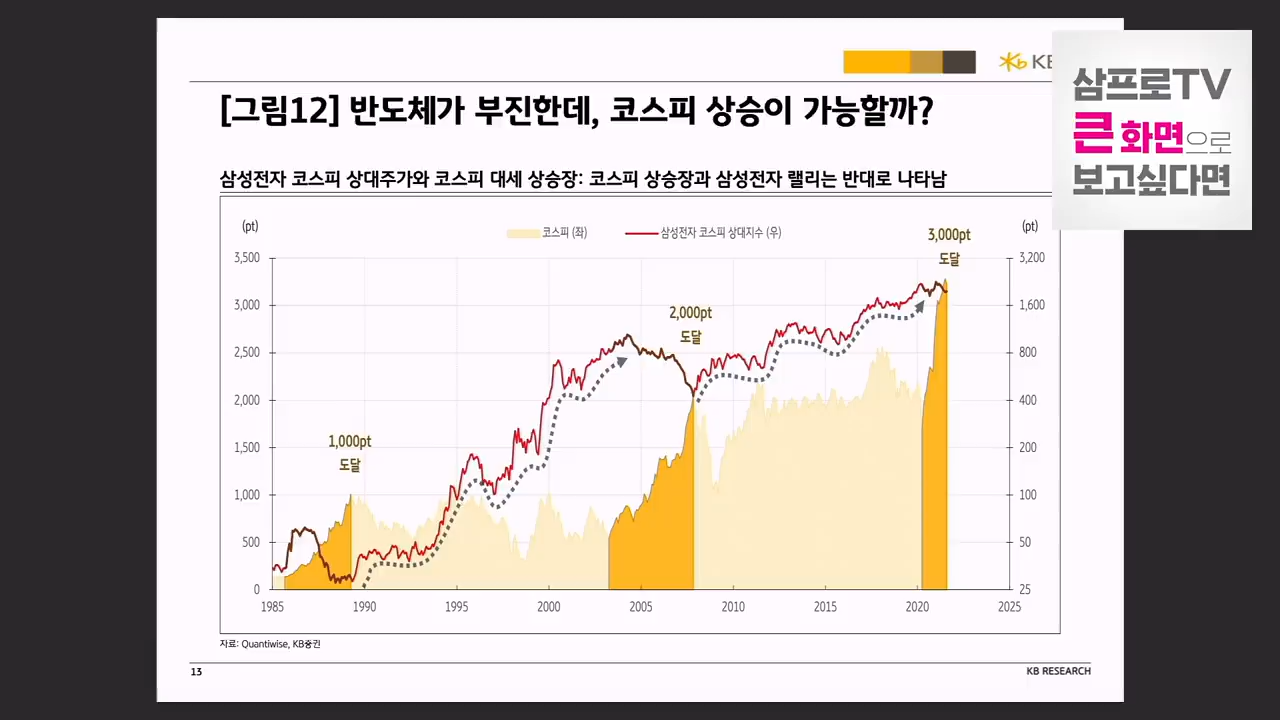 KB
[그림12] 반도체가 부진한데, 코스피 상승이 가능할까?
삼프로TV
큰 화면으로
보고싶다면
삼성전자 코스피 상대주가와 코스피 대세 상승장: 코스피 상승장과 삼성전자 랠리는 반대로 나타남
(pt)
코스피 (좌)
삼성전자 코스피 상대지수 (우)
(pt)
3,500
3,000
2,500
2,000
1,500
1,000
500
0
1,000pt
도달
2,000pt
도달
3,000pt
도달
3,200
1,600
800
400
200
100
50
25
1985
1990
1995
2000
2005
2010
2015
2020
2025
자료: Quantiwise, KB증권
13
KB RESEARCH